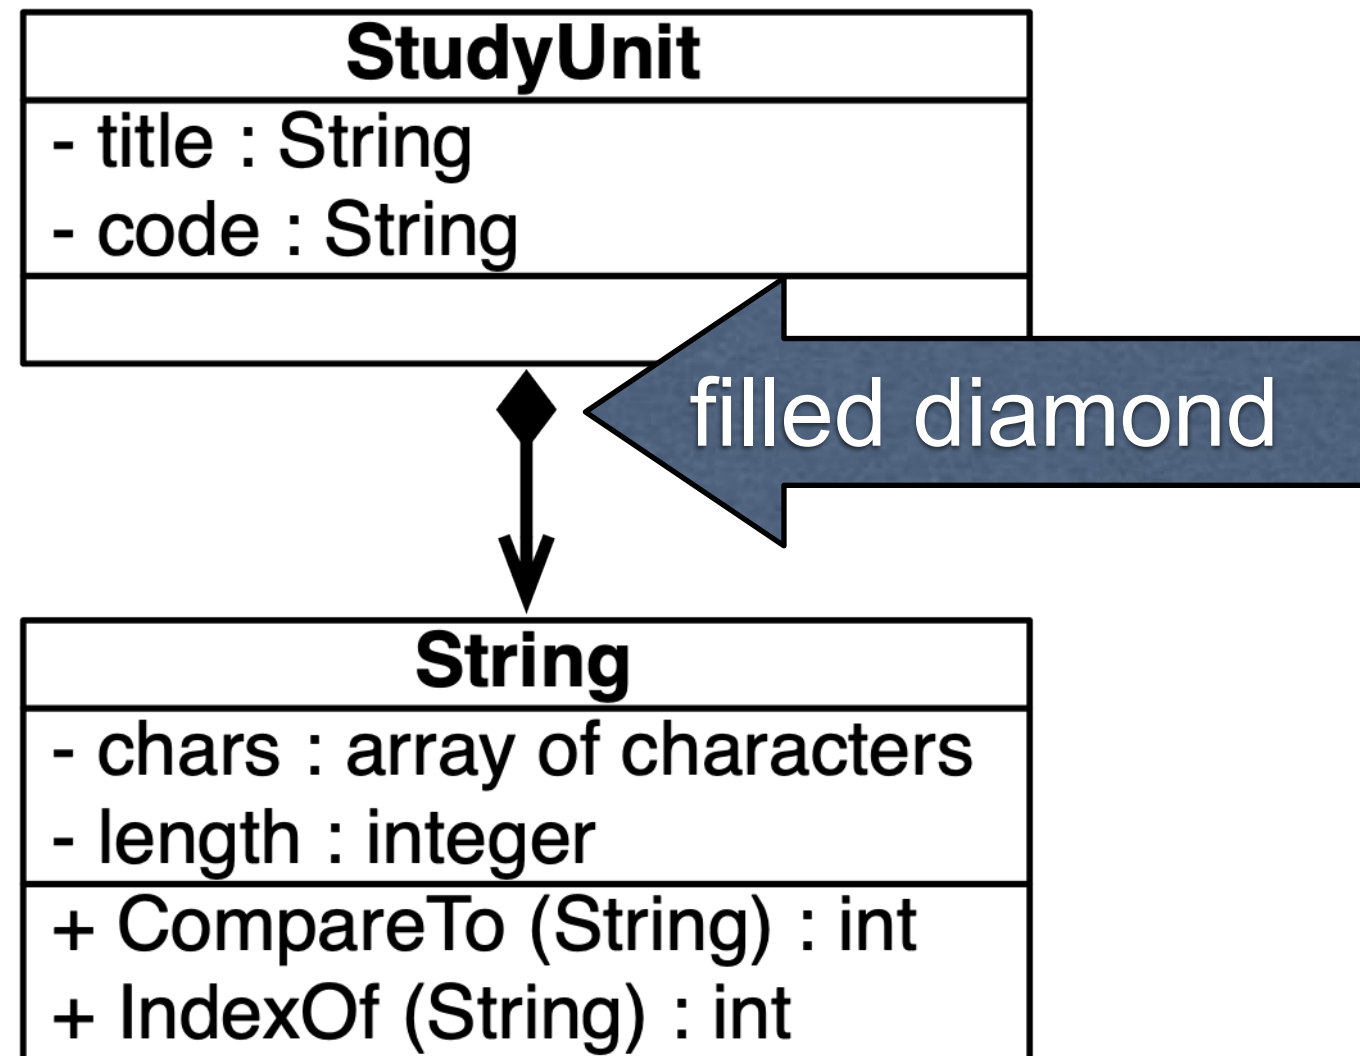 StudyUnit
- title : String
- code : String
filled diamond
String
- chars : array of characters
- length : integer
+ CompareTo (String) : int
+ IndexOf (String) : int